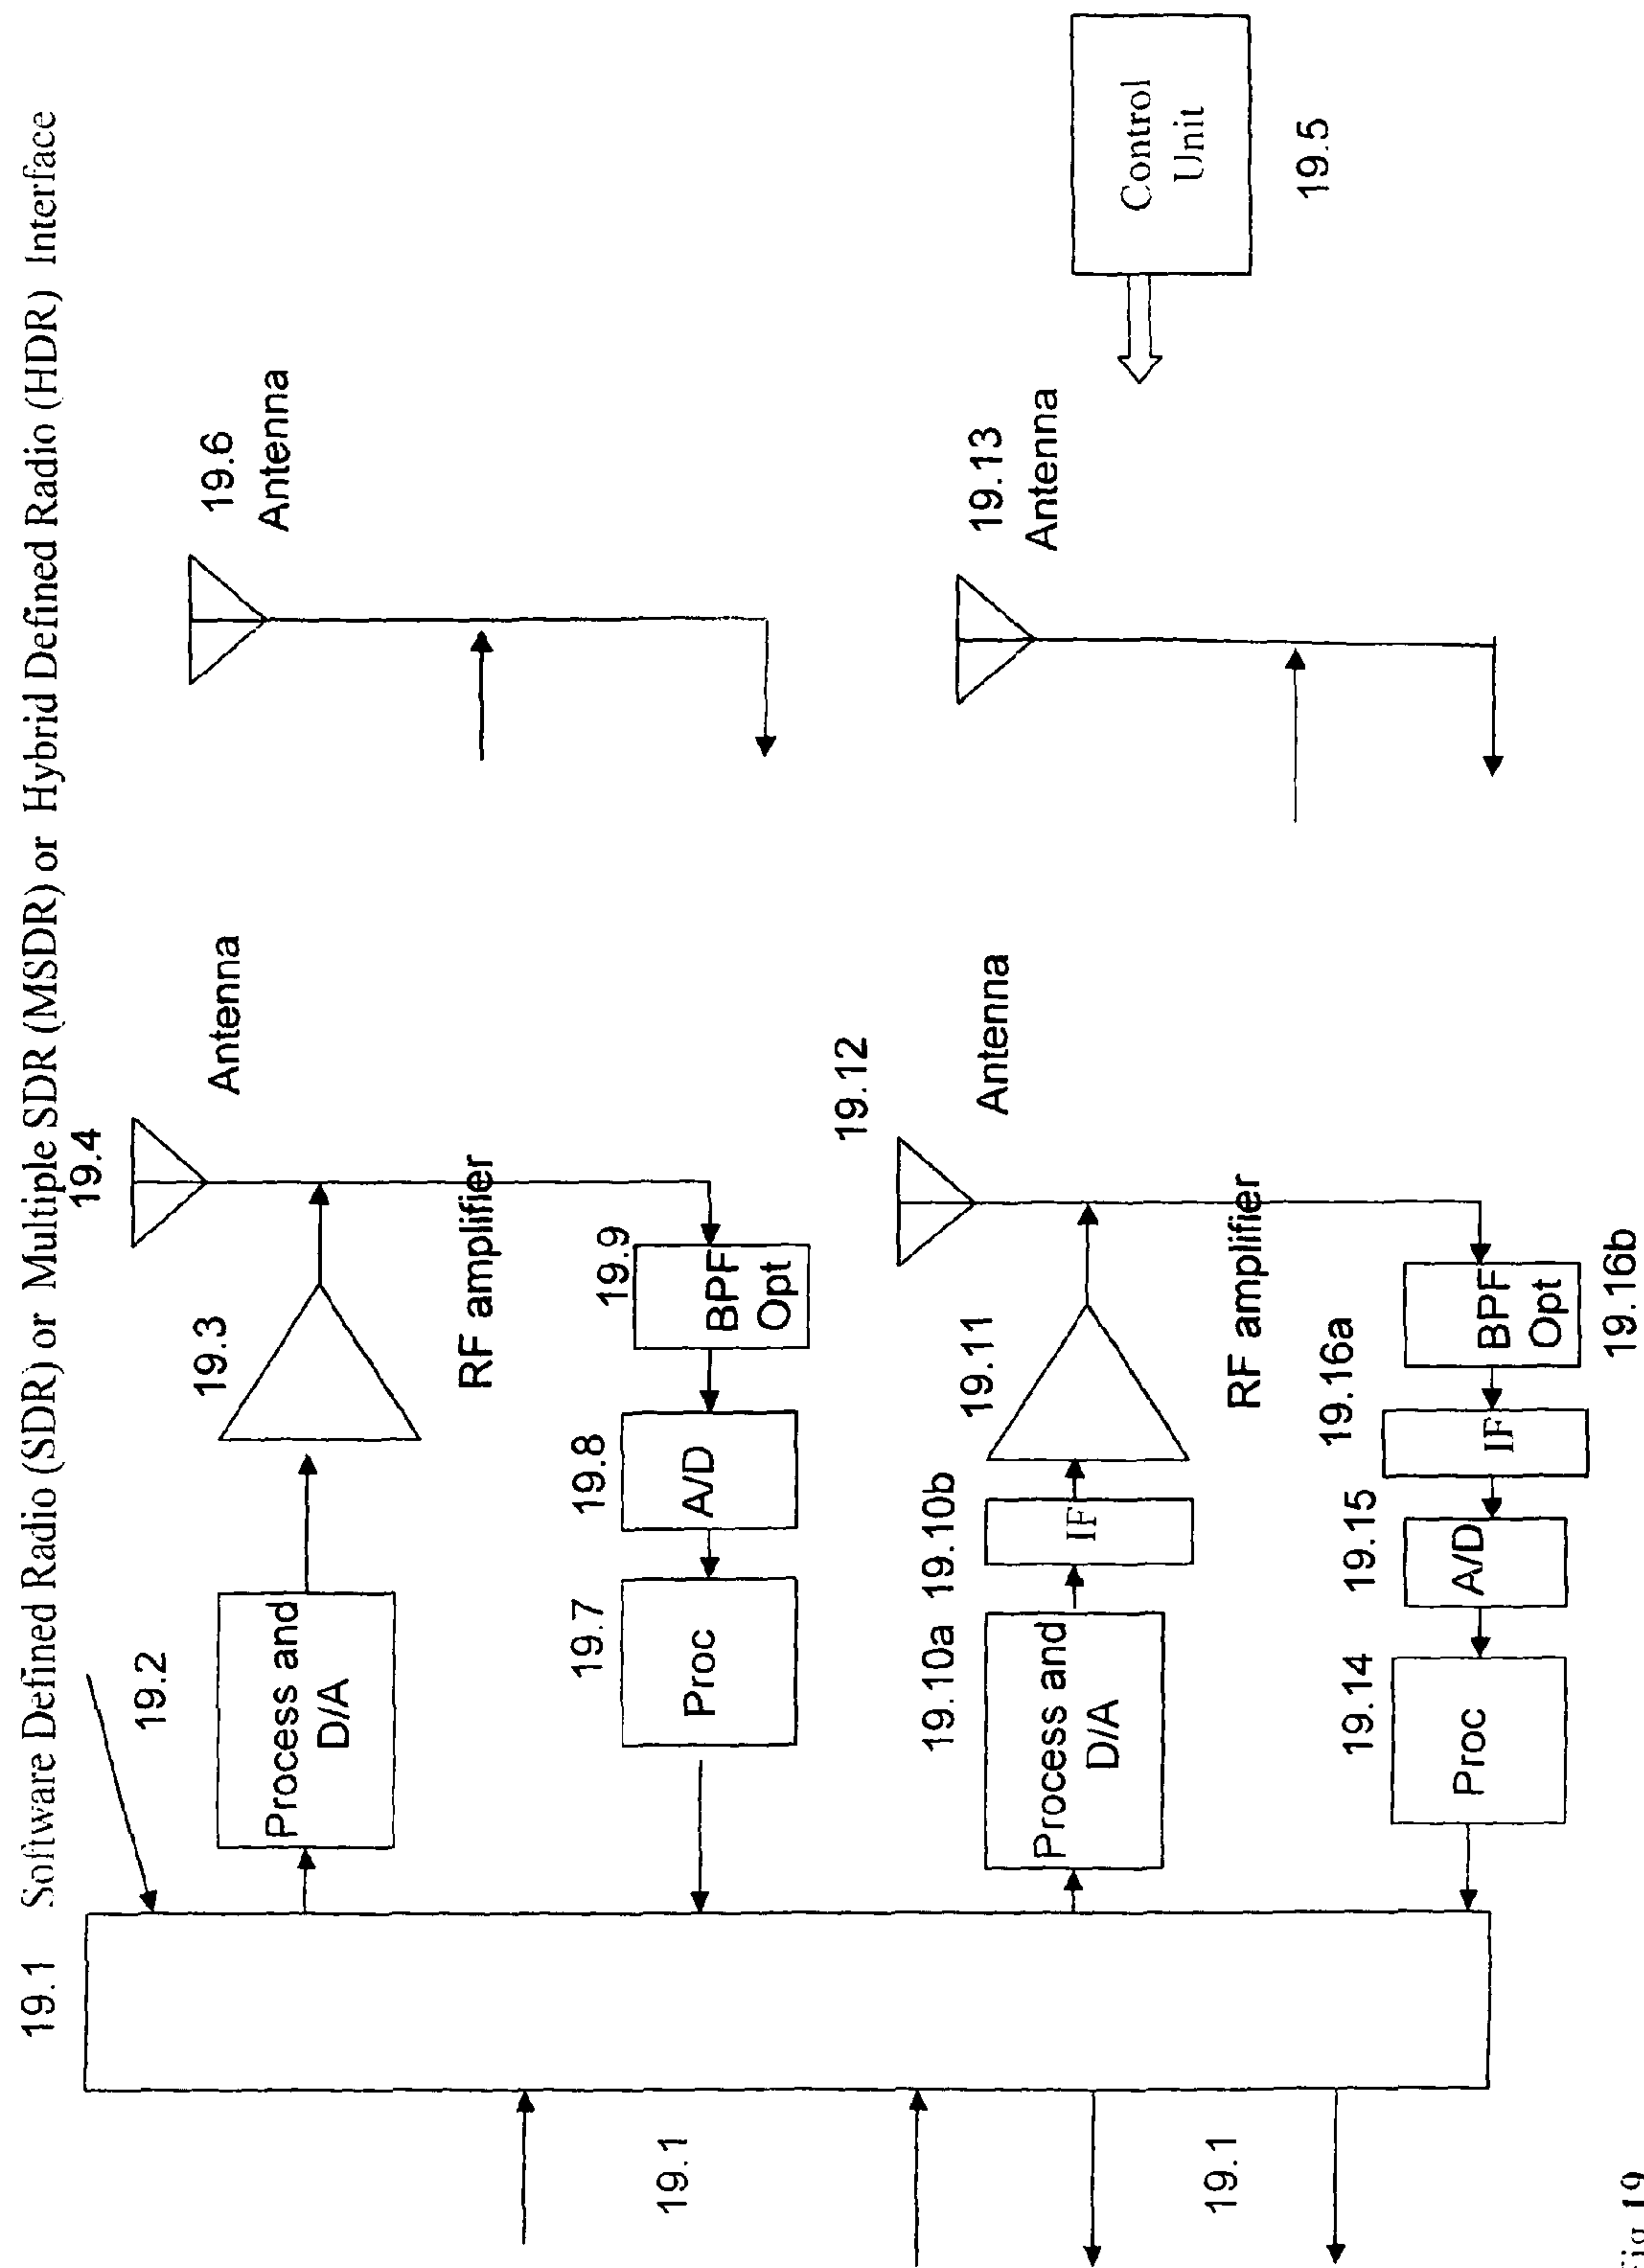 19.1 Software Defined Radio (SDR) or Multiple SDR (MSDR) or Hybrid Defined Radio (HDR) Interface
19.4
Antenna
19.6
Antenna
19.2
Process and
D/A
19.3
RF amplifier
19.7
Proc
19.8
A/D
19.9
BPF
Opt
19.12
Antenna
19.13
Antenna
Control
Unit
19.5
19.10a
Process and
D/A
19.10b
IF
19.11
RF amplifier
19.14
Proc
19.15
A/D
19.16a
IF
BPF
Opt
19.16b
19.1
19.1
Fig 19